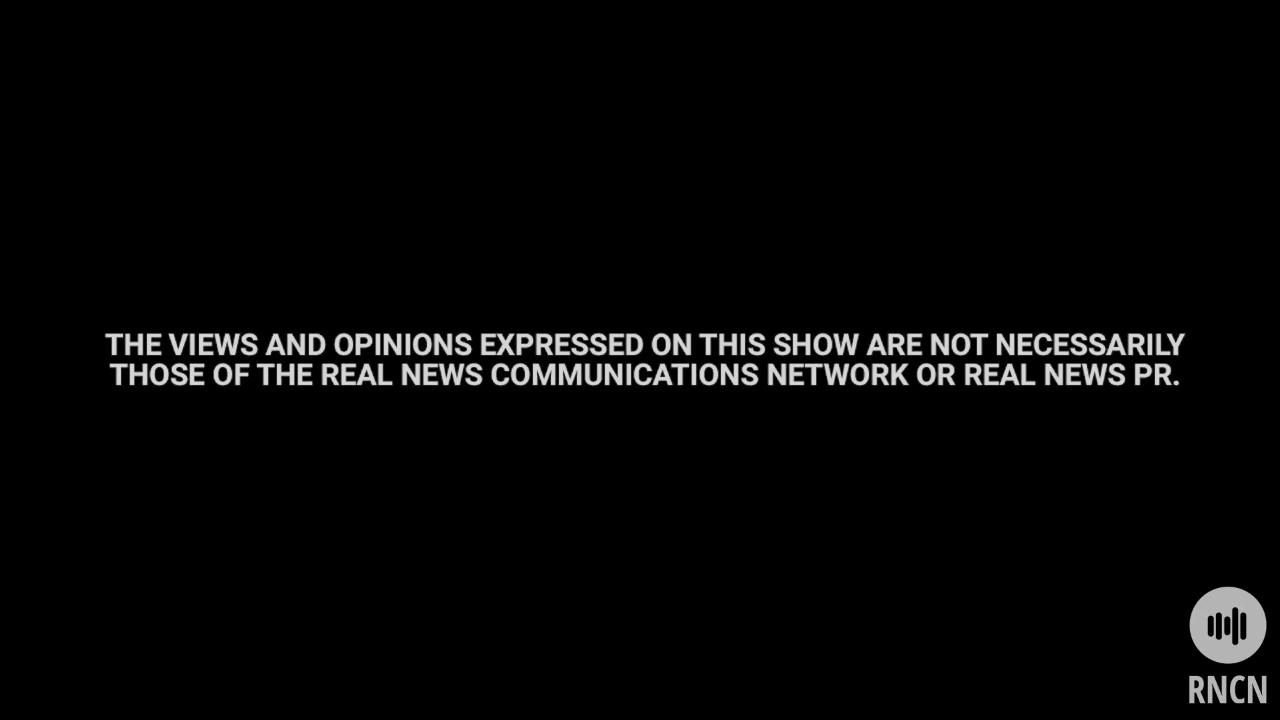 THE VIEWS AND OPINIONS EXPRESSED ON THIS SHOW ARE NOT NECESSARILY
THOSE OF THE REAL NEWS COMMUNICATIONS NETWORK OR REAL NEWS PR.
RNCN